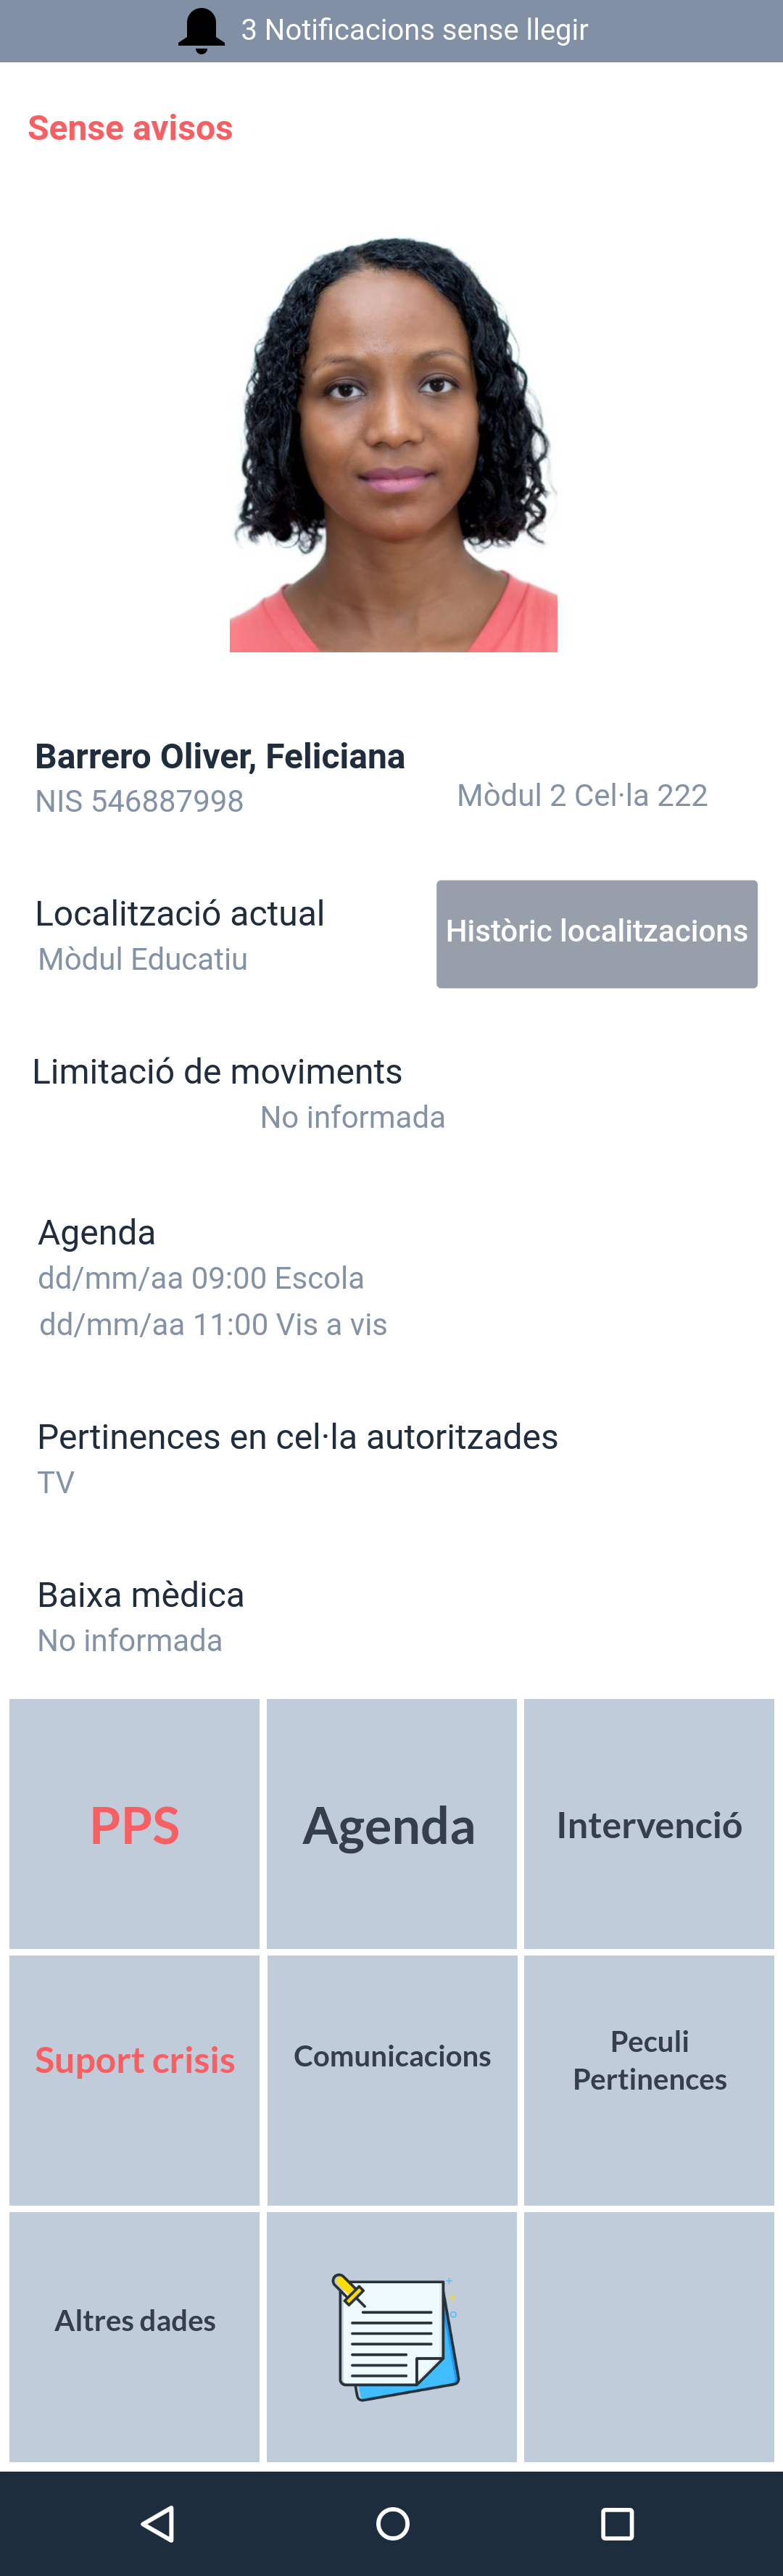 3 Notificacions sense llegir
Sense avisos
Barrero Oliver, Feliciana
NIS 546887998
Mòdul 2 Cel·la 222
Localització actual
Mòdul Educatiu
Històric localitzacions
Limitació de moviments
No informada
Agenda
dd/mm/aa 09:00 Escola
dd/mm/aa 11:00 Vis a vis
Pertinences en cel·la autoritzades
TV
Baixa mèdica
No informada
PPS
Agenda
Intervenció
Suport crisis
Comunicacions
Peculi
Pertinences
Altres dades